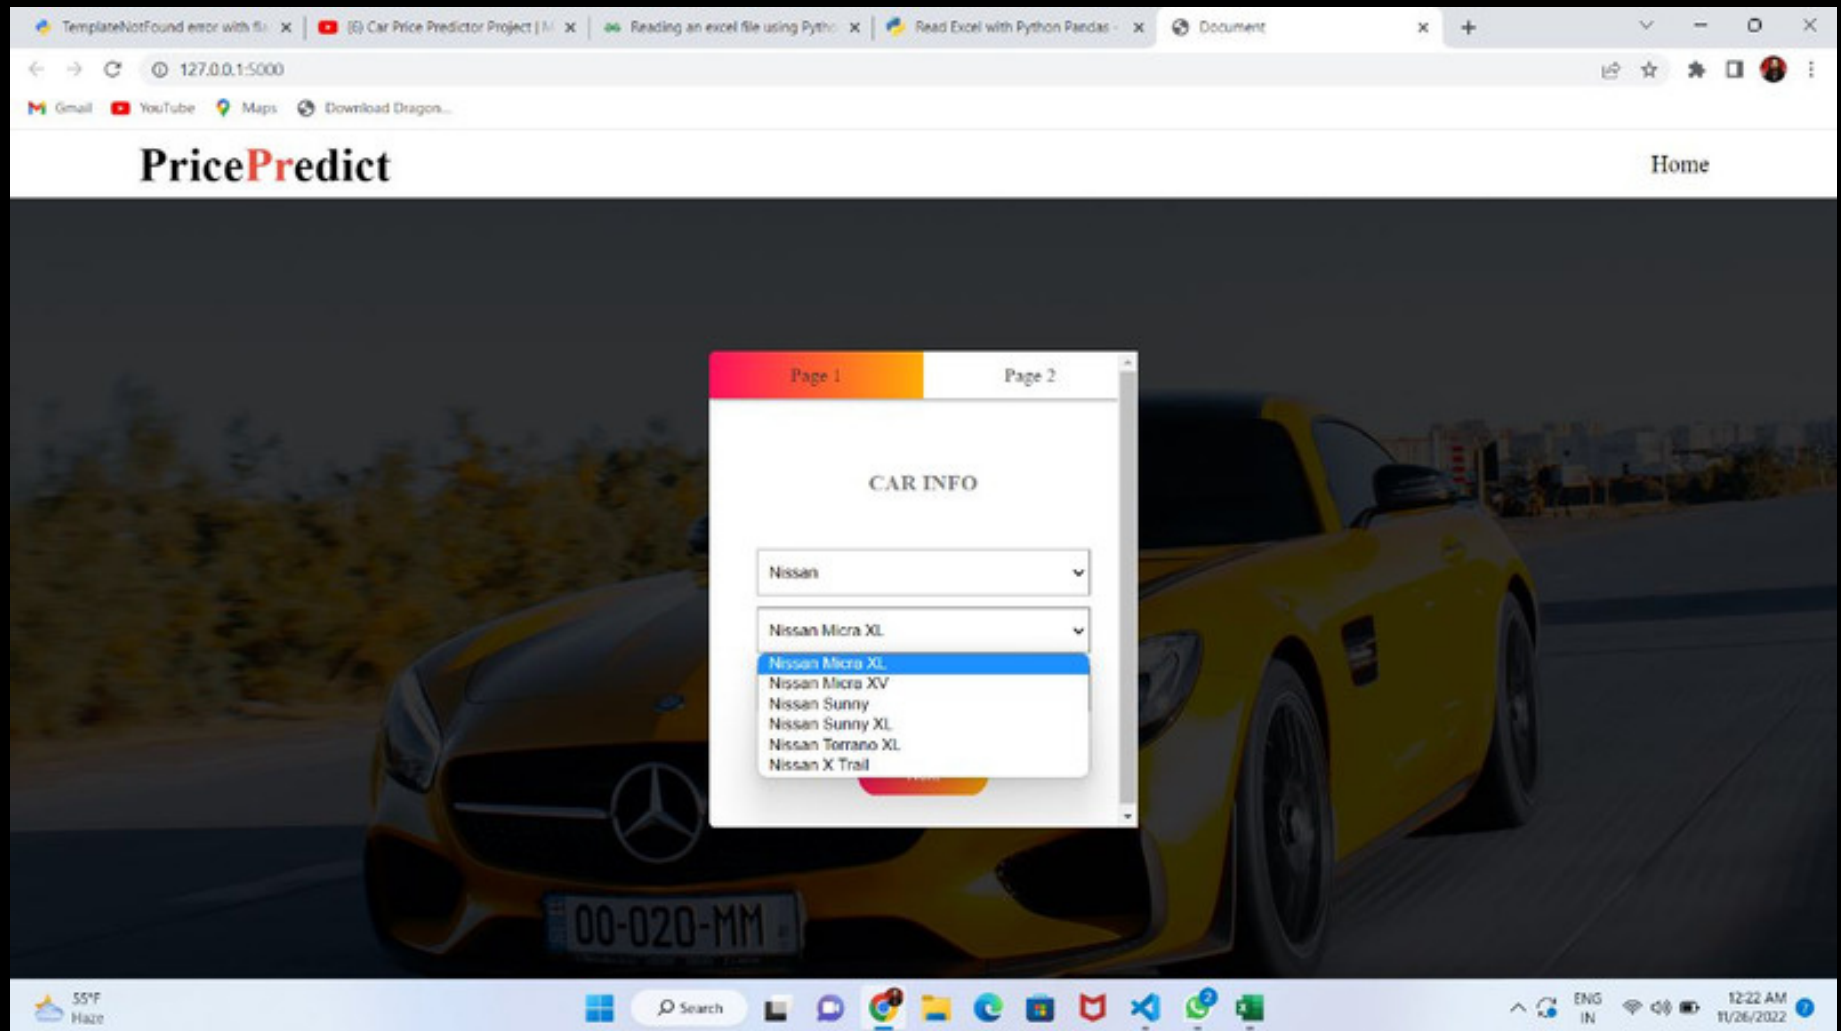 TemplateNotFound error with fla
(6) Car Price Predictor Project | M
Reading an excel file using Pytho
Read Excel with Python Pandas -
Document
127.0.0.1:5000
Gmail
YouTube
Maps
Download Dragon...
PricePredict
Home
Page 1
Page 2
CAR INFO
Nissan
Nissan Micra XL
Nissan Micra XL
Nissan Micra XV
Nissan Sunny
Nissan Sunny XL
Nissan Terrano XL
Nissan X Trail
00-020-MM
55°F
Haze
Search
2
ENG
IN
12:22 AM
11/26/2022